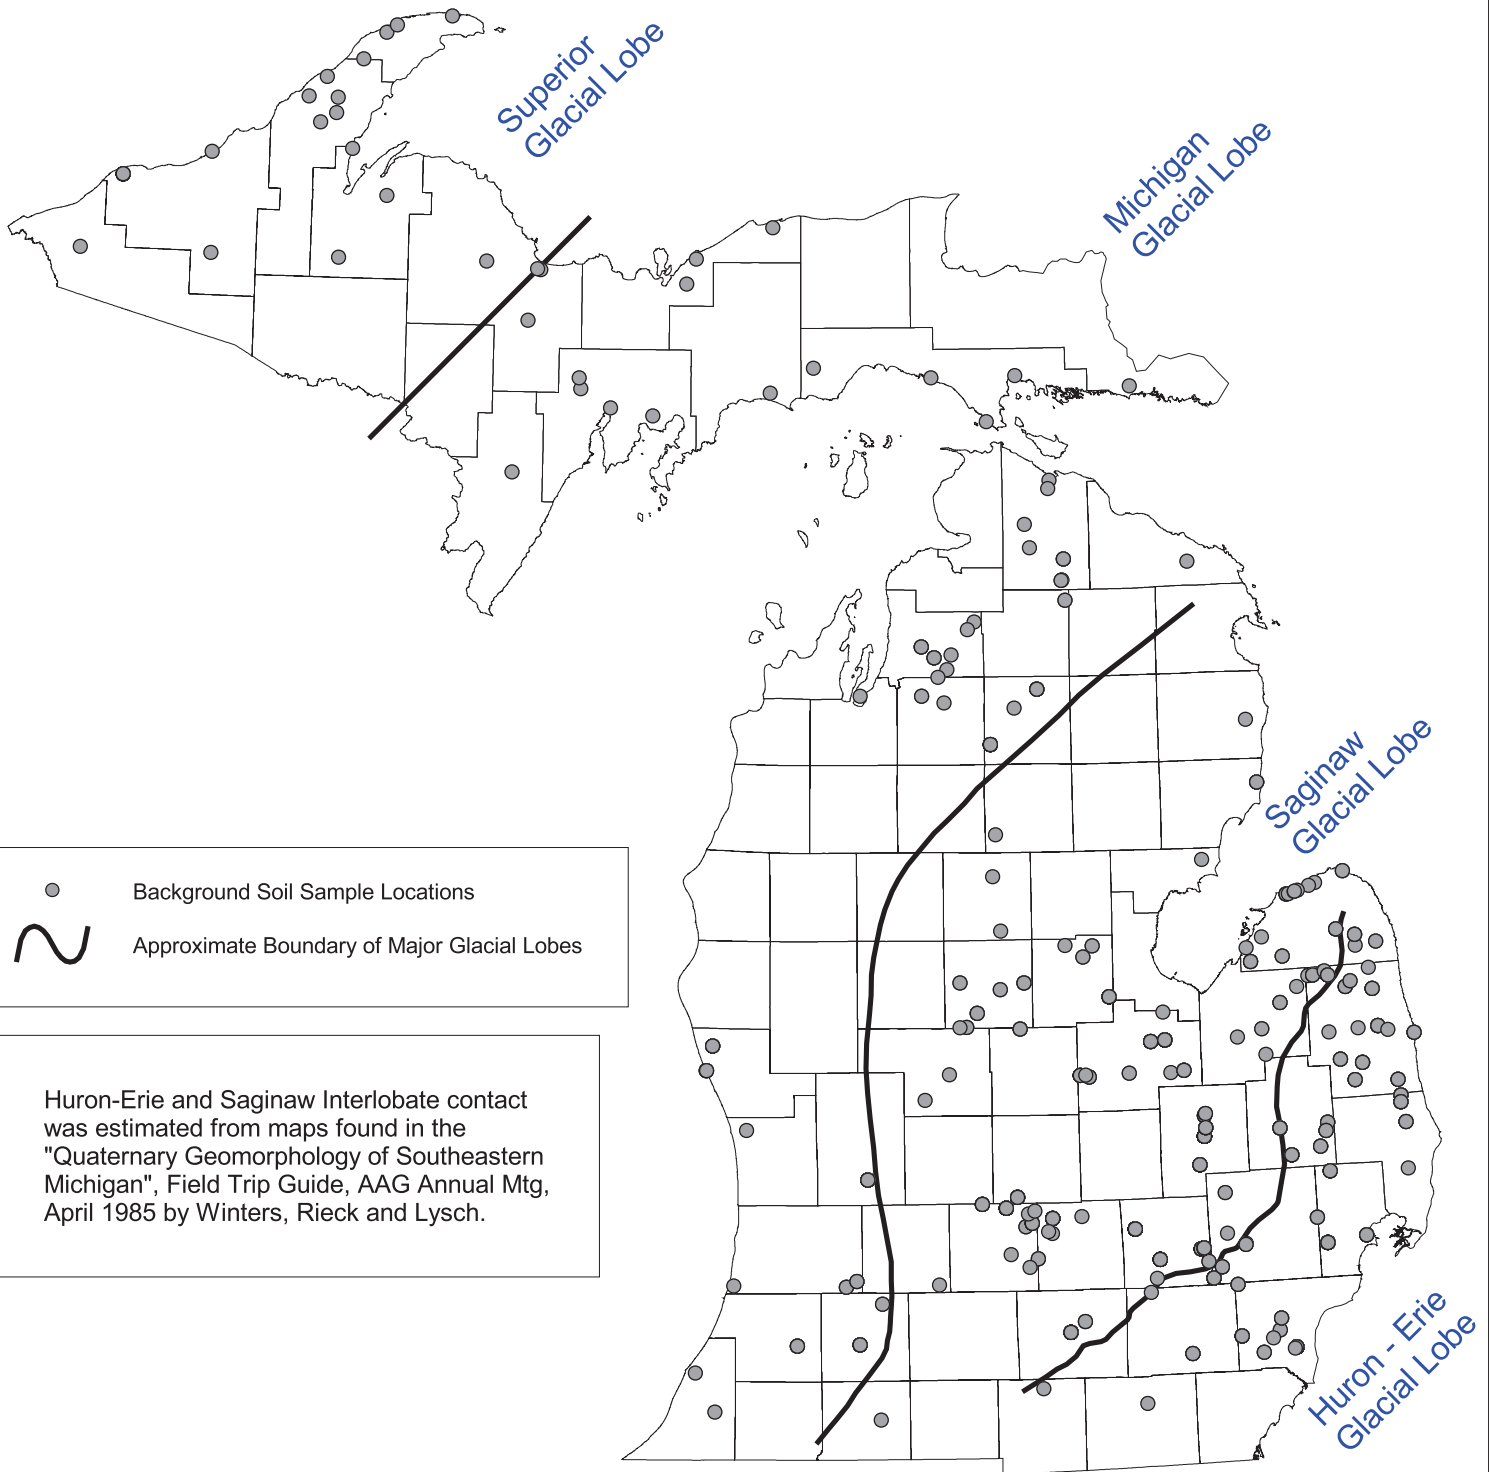 Superior
Glacial Lobe
Michigan
Glacial Lobe
Saginaw
Glacial Lobe
Background Soil Sample Locations
Approximate Boundary of Major Glacial Lobes
Huron-Erie and Saginaw Interlobate contact
was estimated from maps found in the
"Quaternary Geomorphology of Southeastern
Michigan", Field Trip Guide, AAG Annual Mtg,
April 1985 by Winters, Rieck and Lysch.
Huron - Erie
Glacial Lobe